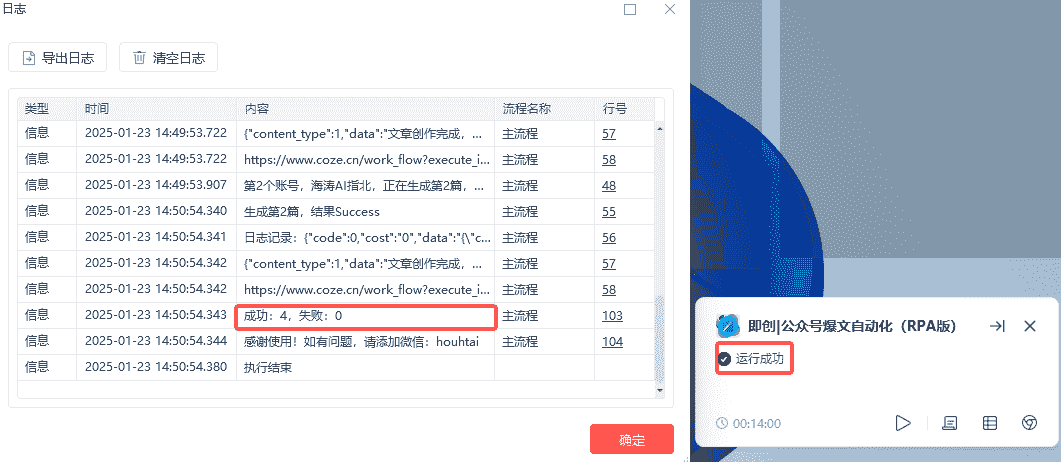 日志
导出日志 清空日志
类型 时间 内容 流程名称 行号
信息 2025-01-23 14:49:53.722 {"content_type":1,"data":"文章创作完成，... 主流程 57
信息 2025-01-23 14:49:53.722 https://www.coze.cn/work_flow?execute_i... 主流程 58
信息 2025-01-23 14:49:53.907 第2个账号，海涛AI指北，正在生成第2篇，... 主流程 48
信息 2025-01-23 14:50:54.340 生成第2篇，结果Success 主流程 55
信息 2025-01-23 14:50:54.341 日志记录：{"code":0,"cost":"0","data":"{\"c... 主流程 56
信息 2025-01-23 14:50:54.342 {"content_type":1,"data":"文章创作完成，... 主流程 57
信息 2025-01-23 14:50:54.342 https://www.coze.cn/work_flow?execute_i... 主流程 58
信息 2025-01-23 14:50:54.343 成功：4，失败：0 主流程 103
信息 2025-01-23 14:50:54.344 感谢使用！如有问题，请添加微信：houhtai 主流程 104
信息 2025-01-23 14:50:54.380 执行结束
确定
即创|公众号爆文自动化（RPA版）
运行成功
00:14:00